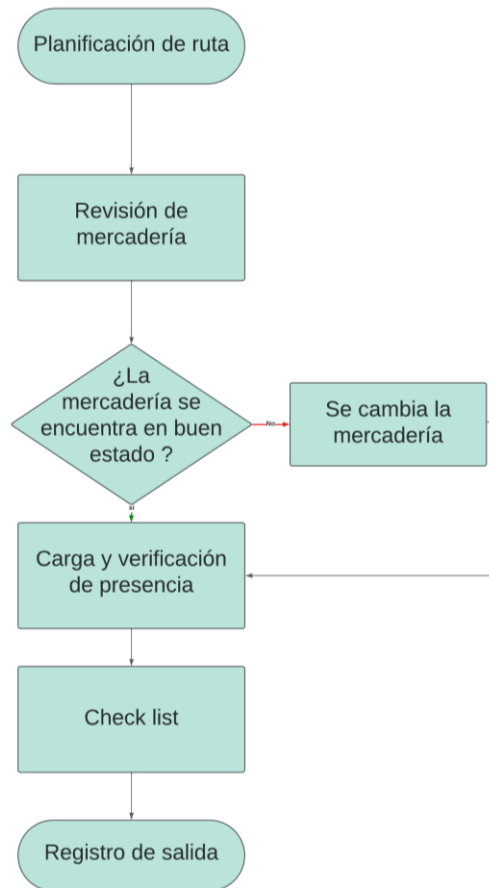 Planificación de ruta
Revisión de
mercadería
¿La
mercadería se
encuentra en buen
estado ?
No
Se cambia la
mercadería
si
Carga y verificación
de presencia
Check list
Registro de salida